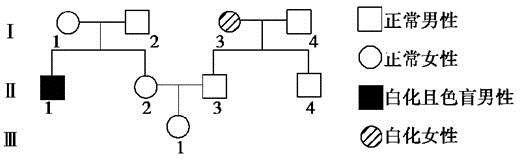 Ⅰ 1 2 3 4 正常男性
正常女性
Ⅱ 1 2 3 4 白化且色盲男性
Ⅲ 1 白化女性